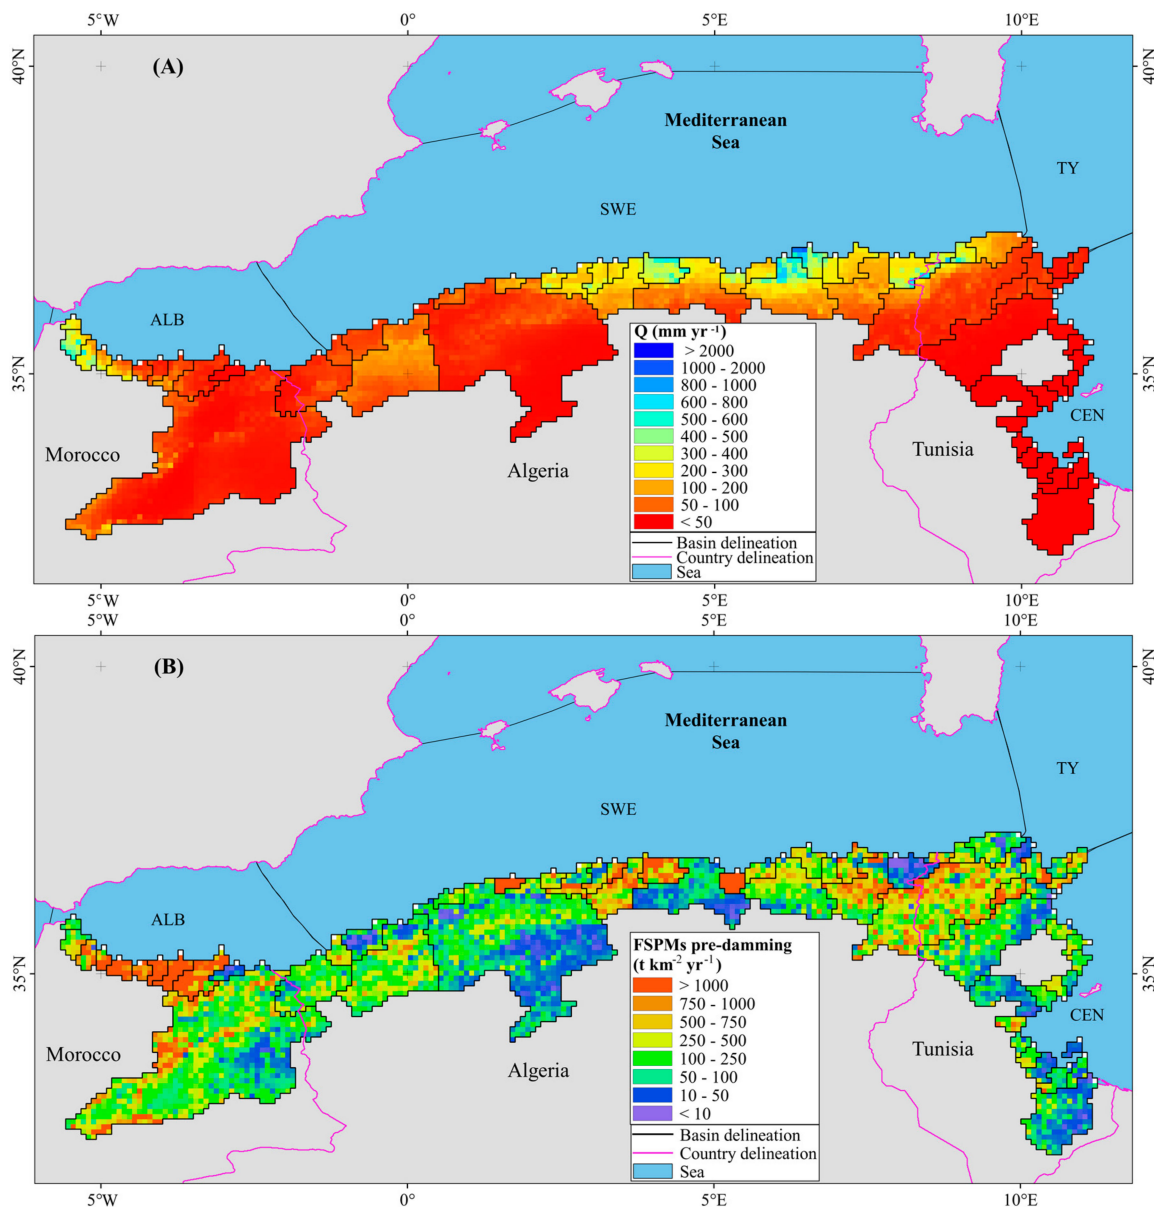 5°W 0° 5°E 10°E
40°N 40°N
(A)
Mediterranean
Sea
TY
SWE
ALB
35°N 35°N
Q (mm yr⁻¹)
> 2000
1000 - 2000
800 - 1000
600 - 800
500 - 600
400 - 500
300 - 400
200 - 300
100 - 200
50 - 100
< 50
Basin delineation
Country delineation
Sea
CEN
Morocco
Algeria
Tunisia
5°W 0° 5°E 10°E
5°W 0° 5°E 10°E
40°N 40°N
(B)
Mediterranean
Sea
TY
SWE
ALB
35°N 35°N
FSPMs pre-damming
(t km⁻² yr⁻¹)
> 1000
750 - 1000
500 - 750
250 - 500
100 - 250
50 - 100
10 - 50
< 10
Basin delineation
Country delineation
Sea
CEN
Morocco
Algeria
Tunisia
5°W 0° 5°E 10°E